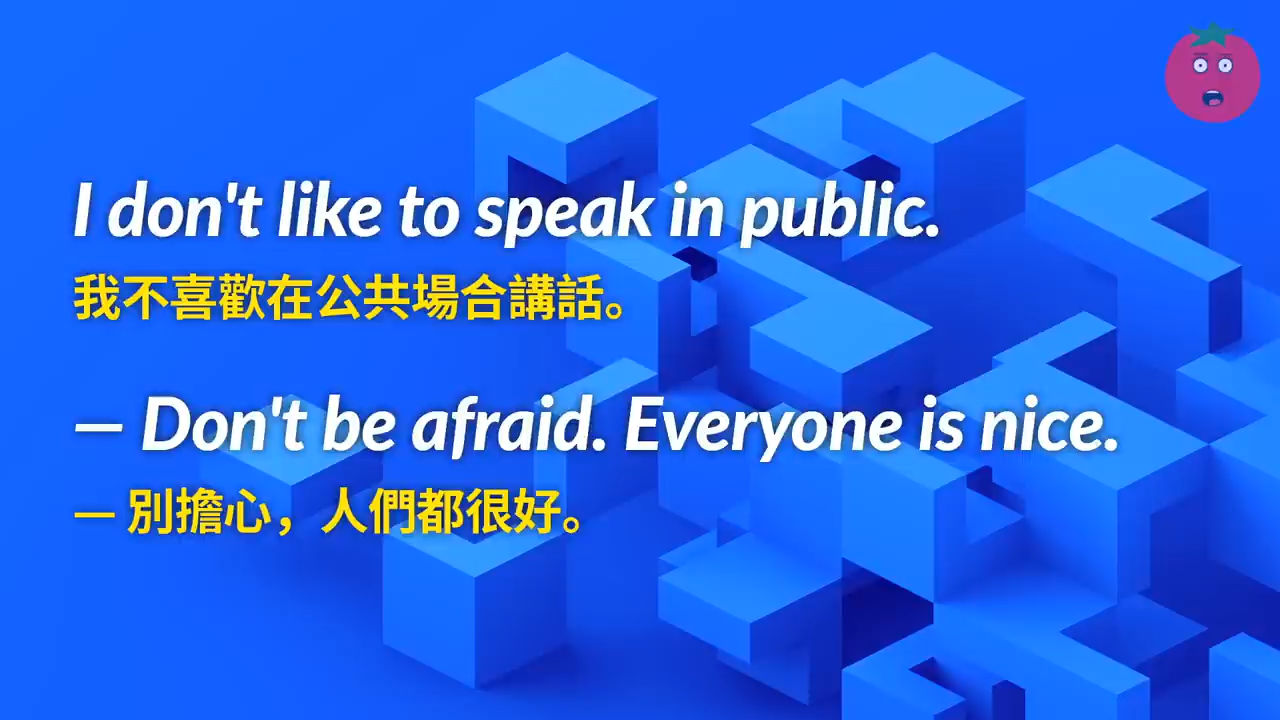 I don't like to speak in public.
我不喜歡在公共場合講話。
— Don't be afraid. Everyone is nice.
— 別擔心，人們都很好。